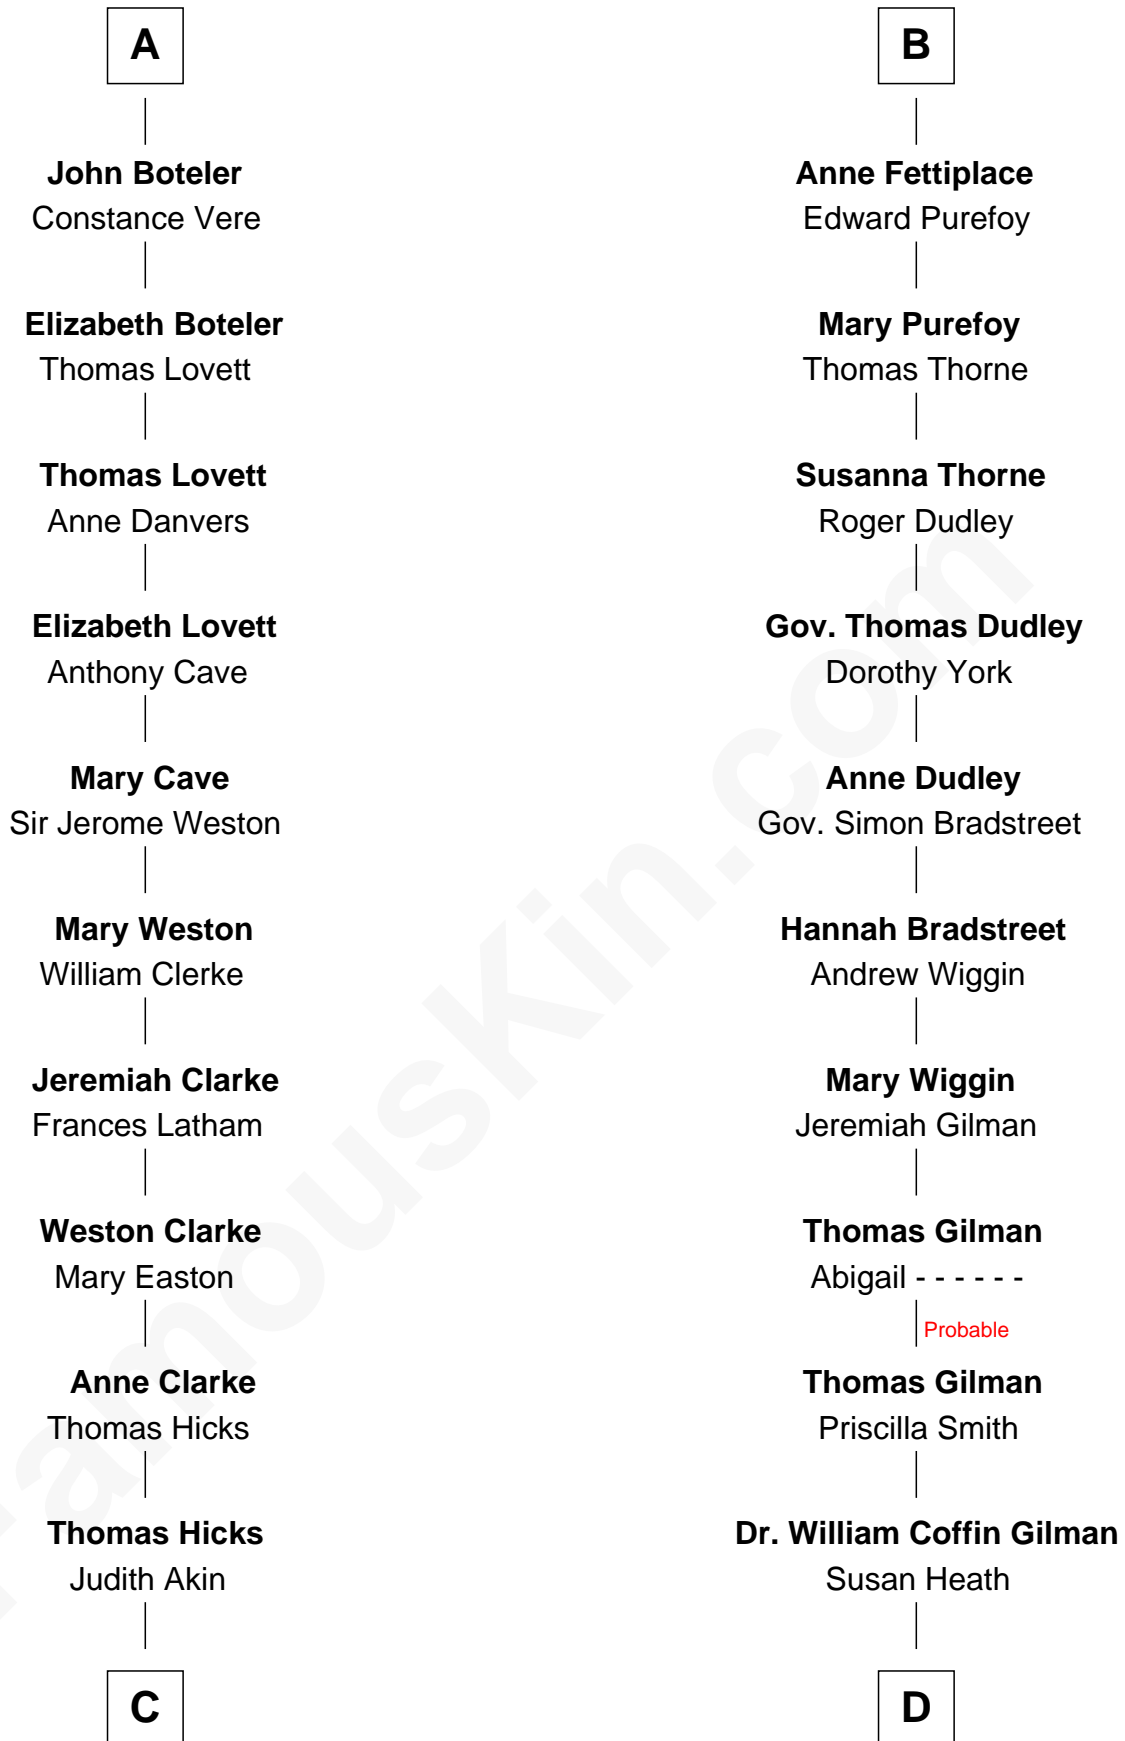 A
John Boteler
Constance Vere
Elizabeth Boteler
Thomas Lovett
Thomas Lovett
Anne Danvers
Elizabeth Lovett
Anthony Cave
Mary Cave
Sir Jerome Weston
Mary Weston
William Clerke
Jeremiah Clarke
Frances Latham
Weston Clarke
Mary Easton
Anne Clarke
Thomas Hicks
Thomas Hicks
Judith Akin
C
B
Anne Fettiplace
Edward Purefoy
Mary Purefoy
Thomas Thorne
Susanna Thorne
Roger Dudley
Gov. Thomas Dudley
Dorothy York
Anne Dudley
Gov. Simon Bradstreet
Hannah Bradstreet
Andrew Wiggin
Mary Wiggin
Jeremiah Gilman
Thomas Gilman
Abigail - - - - - -
Probable
Thomas Gilman
Priscilla Smith
Dr. William Coffin Gilman
Susan Heath
D
FamousKin.com